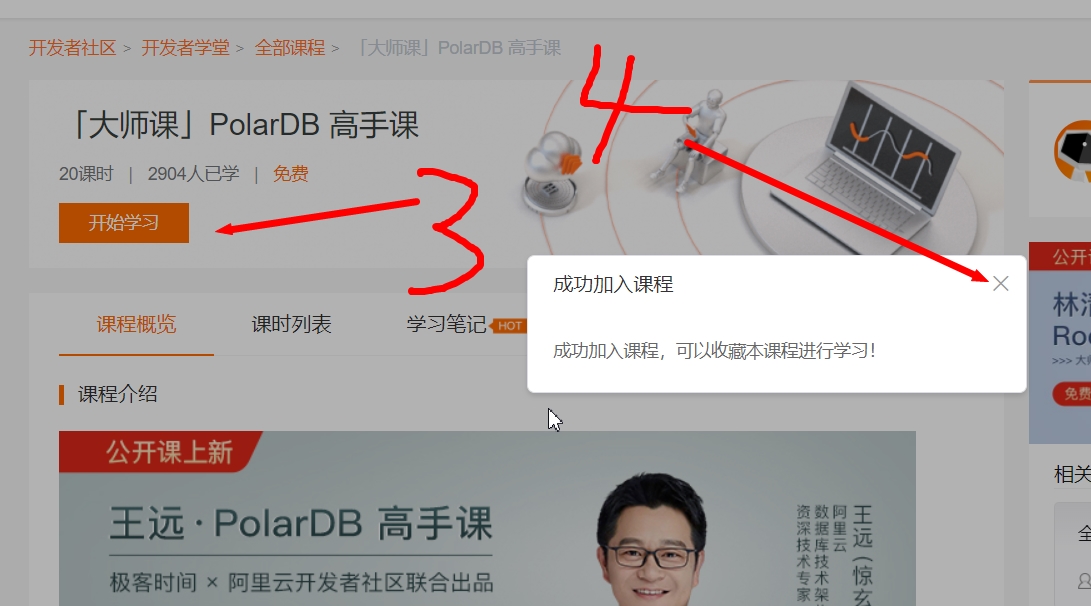 开发者社区 > 开发者学堂 > 全部课程 > 「大师课」PolarDB 高手课
4
「大师课」PolarDB 高手课
20课时 | 2904人已学 | 免费
3
开始学习
成功加入课程
成功加入课程，可以收藏本课程进行学习！
课程概览 课时列表 学习笔记 HOT
课程介绍
公开课上新
王远·PolarDB 高手课
极客时间 × 阿里云开发者社区联合出品
王远（惊玄
阿里云
数据库技术架
资深技术专家
公开
林清
Roc
>>> 大
免费
相关
全